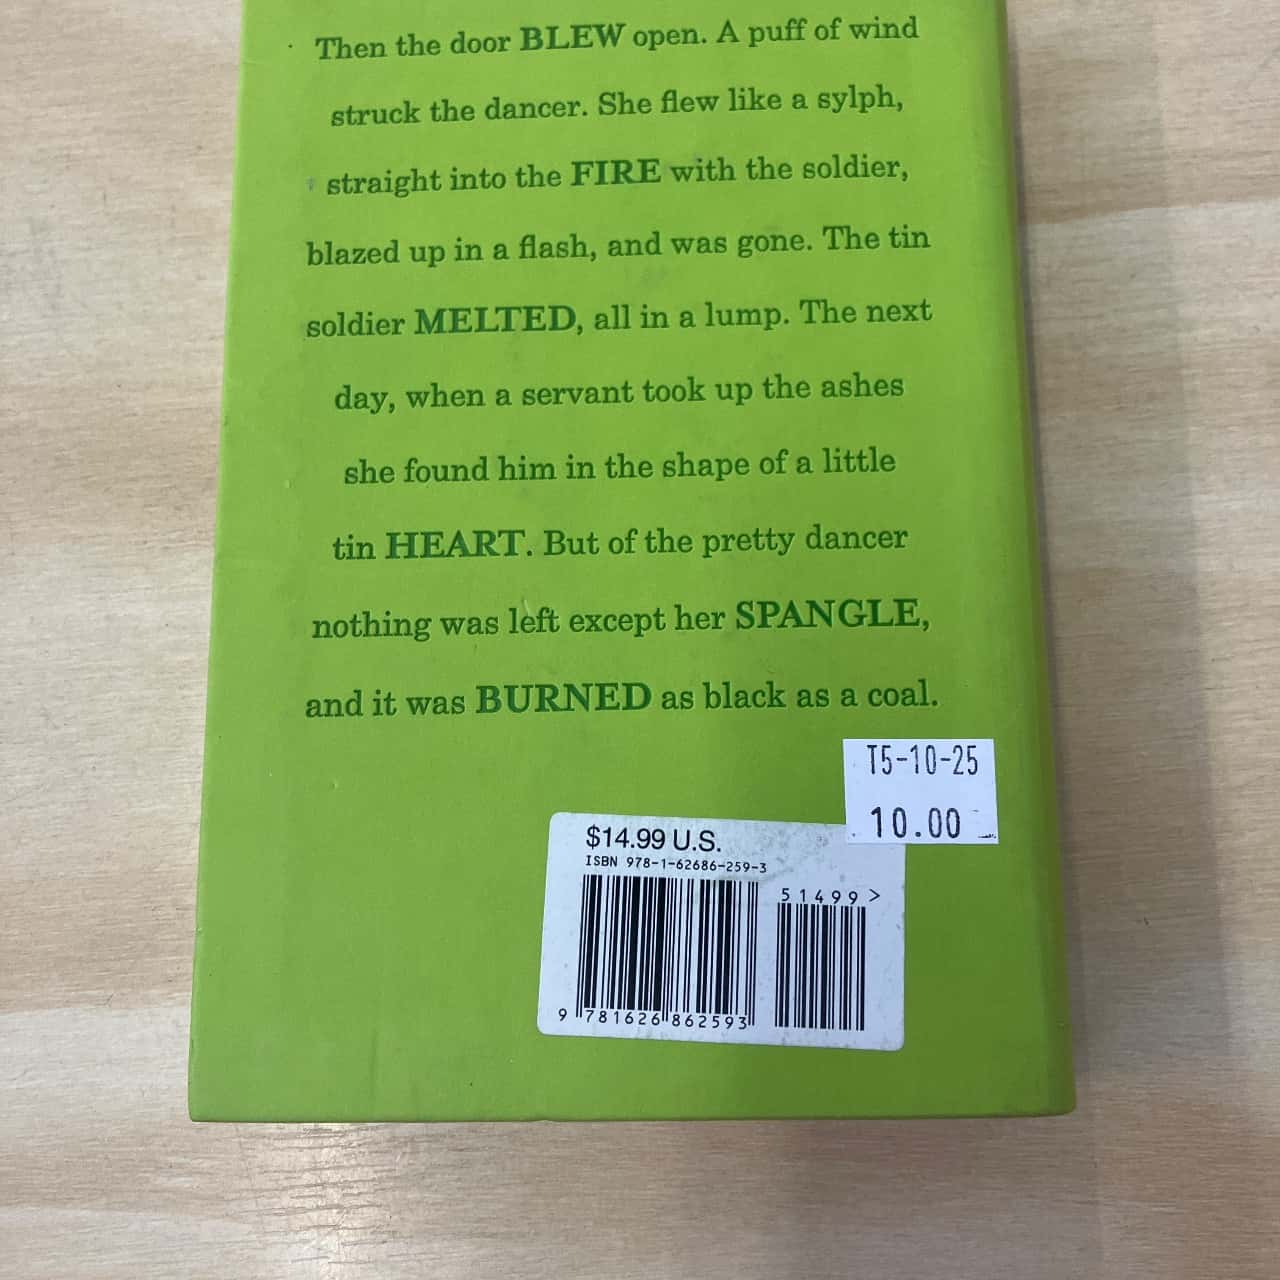 Then the door BLEW open. A puff of wind
struck the dancer. She flew like a sylph,
straight into the FIRE with the soldier,
blazed up in a flash, and was gone. The tin
soldier MELTED, all in a lump. The next
day, when a servant took up the ashes
she found him in the shape of a little
tin HEART. But of the pretty dancer
nothing was left except her SPANGLE,
and it was BURNED as black as a coal.
T5-10-25
10.00
$14.99 U.S.
ISBN 978-1-62686-259-3
51499>
9 781626 862593